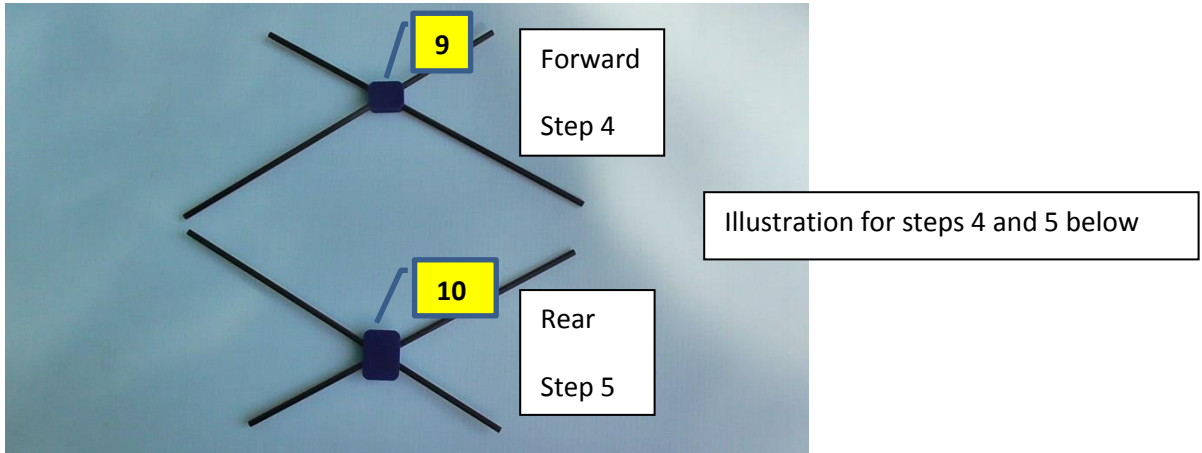 9
Forward
Step 4
Illustration for steps 4 and 5 below
10
Rear
Step 5